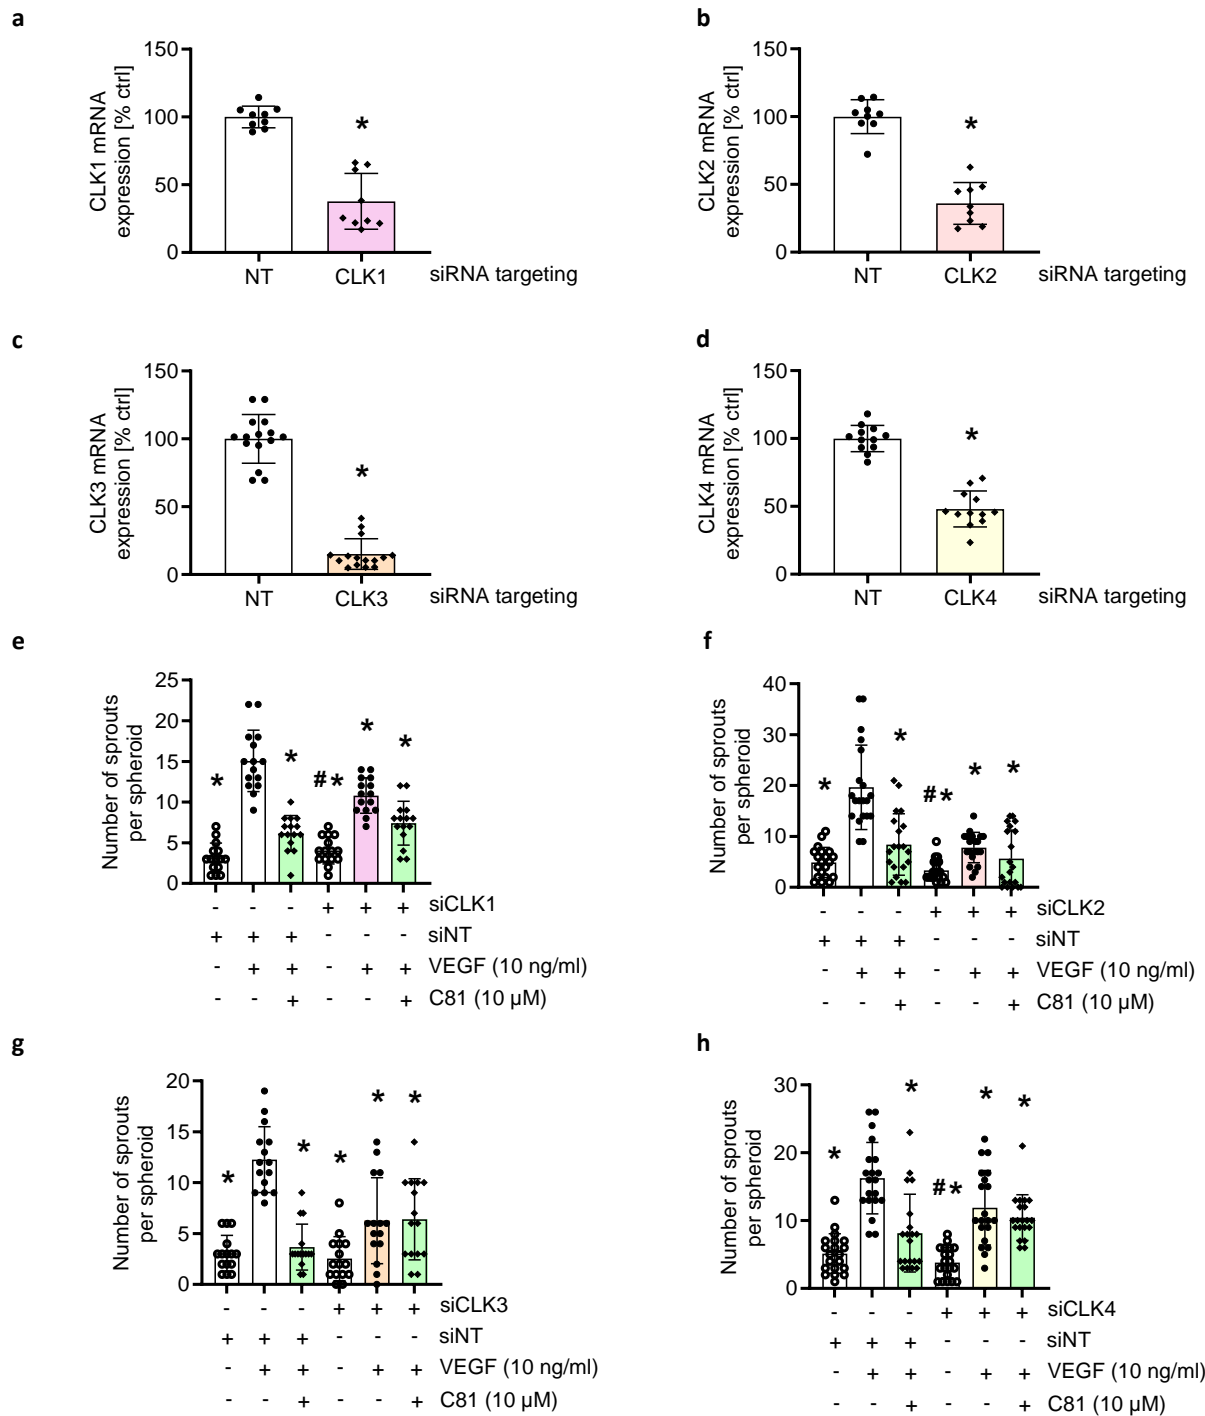 a
b
150
100
50
0
CLK1 mRNA
expression [% ctrl]
*
NT
CLK1
siRNA targeting
150
100
50
0
CLK2 mRNA
expression [% ctrl]
*
NT
CLK2
siRNA targeting
c
d
150
100
50
0
CLK3 mRNA
expression [% ctrl]
*
NT
CLK3
siRNA targeting
150
100
50
0
CLK4 mRNA
expression [% ctrl]
*
NT
CLK4
siRNA targeting
e
f
25
20
15
10
5
0
Number of sprouts
per spheroid
* * #* * *
- - - + + + siCLK1
+ + + - - - siNT
- + + - + + VEGF (10 ng/ml)
- - + - - + C81 (10 µM)
40
30
20
10
0
Number of sprouts
per spheroid
* * #* * *
- - - + + + siCLK2
+ + + - - - siNT
- + + - + + VEGF (10 ng/ml)
- - + - - + C81 (10 µM)
g
h
20
15
10
5
0
Number of sprouts
per spheroid
* * * * *
- - - + + + siCLK3
+ + + - - - siNT
- + + - + + VEGF (10 ng/ml)
- - + - - + C81 (10 µM)
30
20
10
0
Number of sprouts
per spheroid
* * #* * *
- - - + + + siCLK4
+ + + - - - siNT
- + + - + + VEGF (10 ng/ml)
- - + - - + C81 (10 µM)